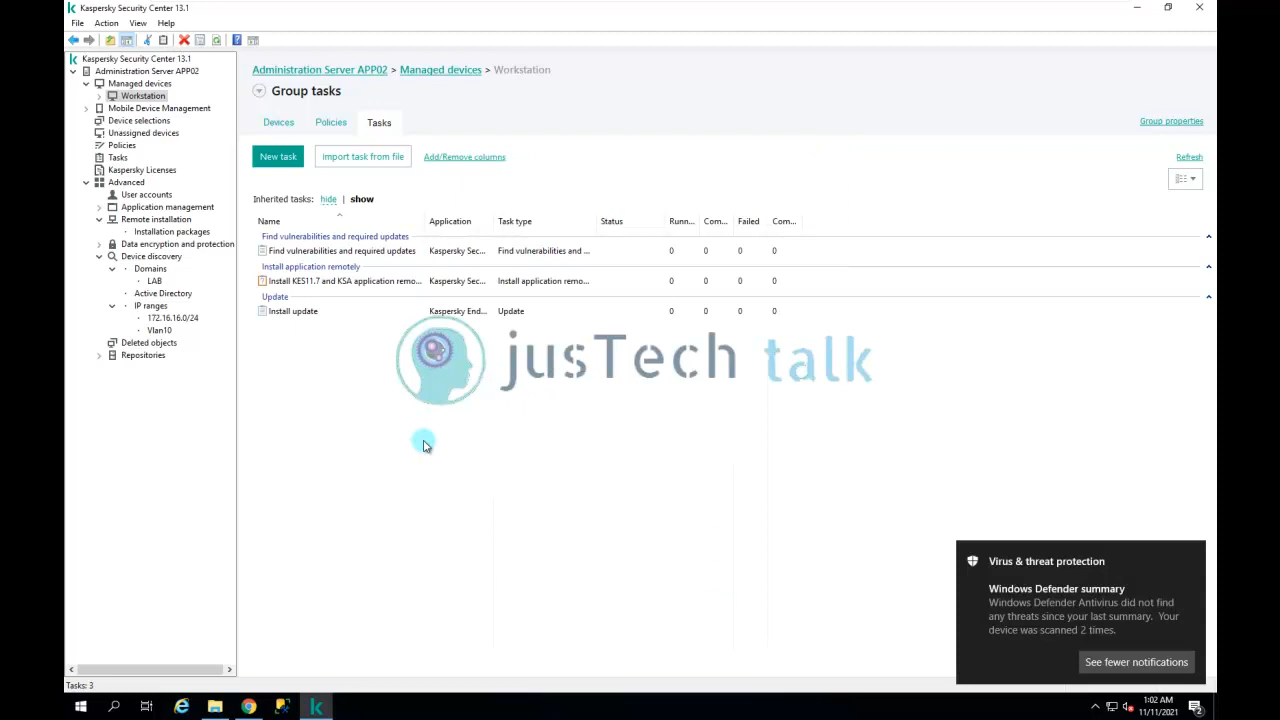 Kaspersky Security Center 13.1
File Action View Help
Kaspersky Security Center 13.1
Administration Server APP02
Managed devices
Workstation
Mobile Device Management
Device selections
Unassigned devices
Policies
Tasks
Kaspersky Licenses
Advanced
User accounts
Application management
Remote installation
Installation packages
Data encryption and protection
Device discovery
Domains
LAB
Active Directory
IP ranges
172.16.16.0/24
Vlan10
Deleted objects
Repositories
Tasks: 3
Administration Server APP02 > Managed devices > Workstation
Group tasks
Devices Policies Tasks
Group properties
New task Import task from file Add/Remove columns
Refresh
Inherited tasks: hide | show
Name Application Task type Status Runn... Com... Failed Com...
Find vulnerabilities and required updates
Find vulnerabilities and required updates Kaspersky Sec... Find vulnerabilities and ... 0 0 0 0
Install application remotely
Install KES11.7 and KSA application remo... Kaspersky Sec... Install application remo... 0 0 0 0
Update
Install update Kaspersky End... Update 0 0 0 0
jusTech talk
Virus & threat protection
Windows Defender summary
Windows Defender Antivirus did not find
any threats since your last summary. Your
device was scanned 2 times.
See fewer notifications
1:02 AM
11/11/2021
2